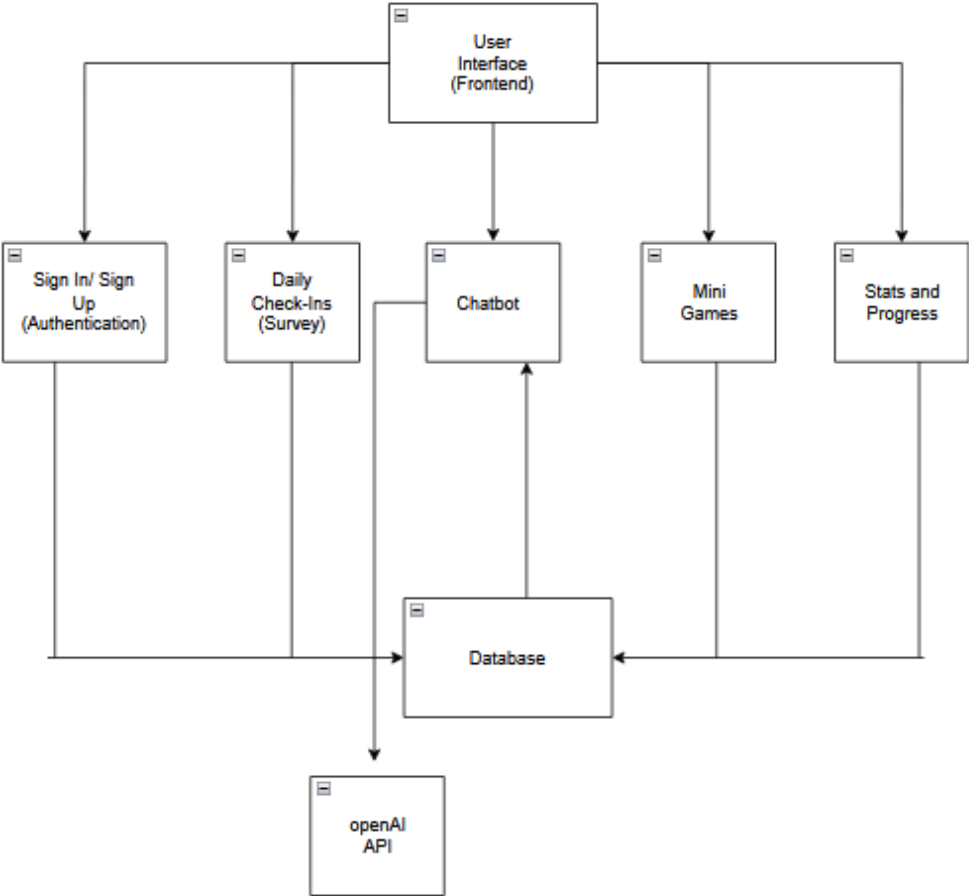 User
Interface
(Frontend)
Sign In/ Sign
Up
(Authentication)
Daily
Check-Ins
(Survey)
Chatbot
Mini
Games
Stats and
Progress
Database
openAI
API